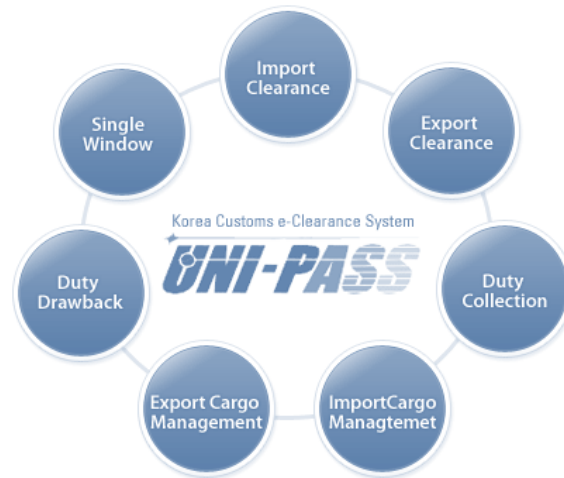 Import
Clearance
Single
Window
Export
Clearance
Korea Customs e-Clearance System
UNI-PASS
Duty
Drawback
Duty
Collection
Export Cargo
Management
ImportCargo
Managtemet